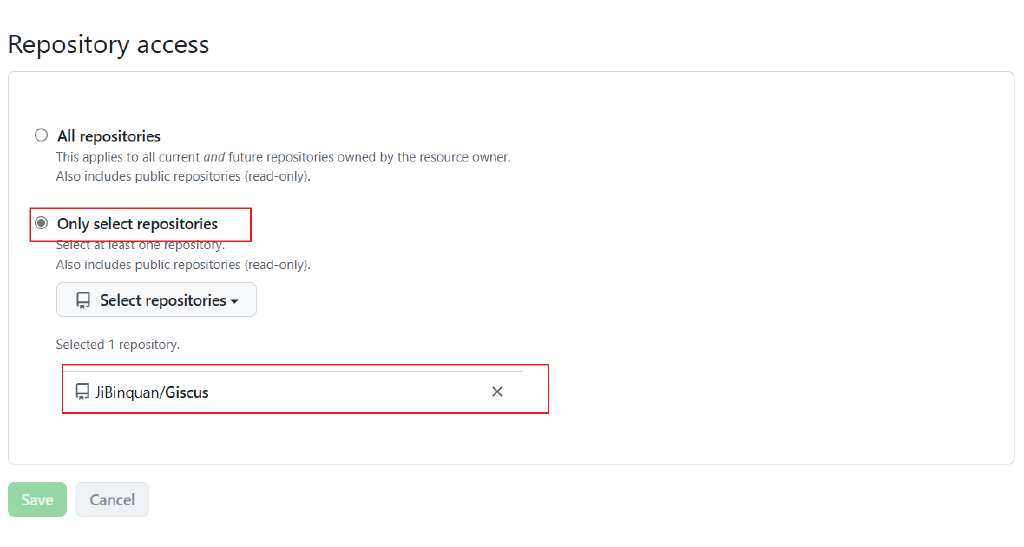 Repository access
All repositories
This applies to all current and future repositories owned by the resource owner.
Also includes public repositories (read-only).
Only select repositories
Select at least one repository.
Also includes public repositories (read-only).
Select repositories
Selected 1 repository.
JiBinquan/Giscus
Save Cancel